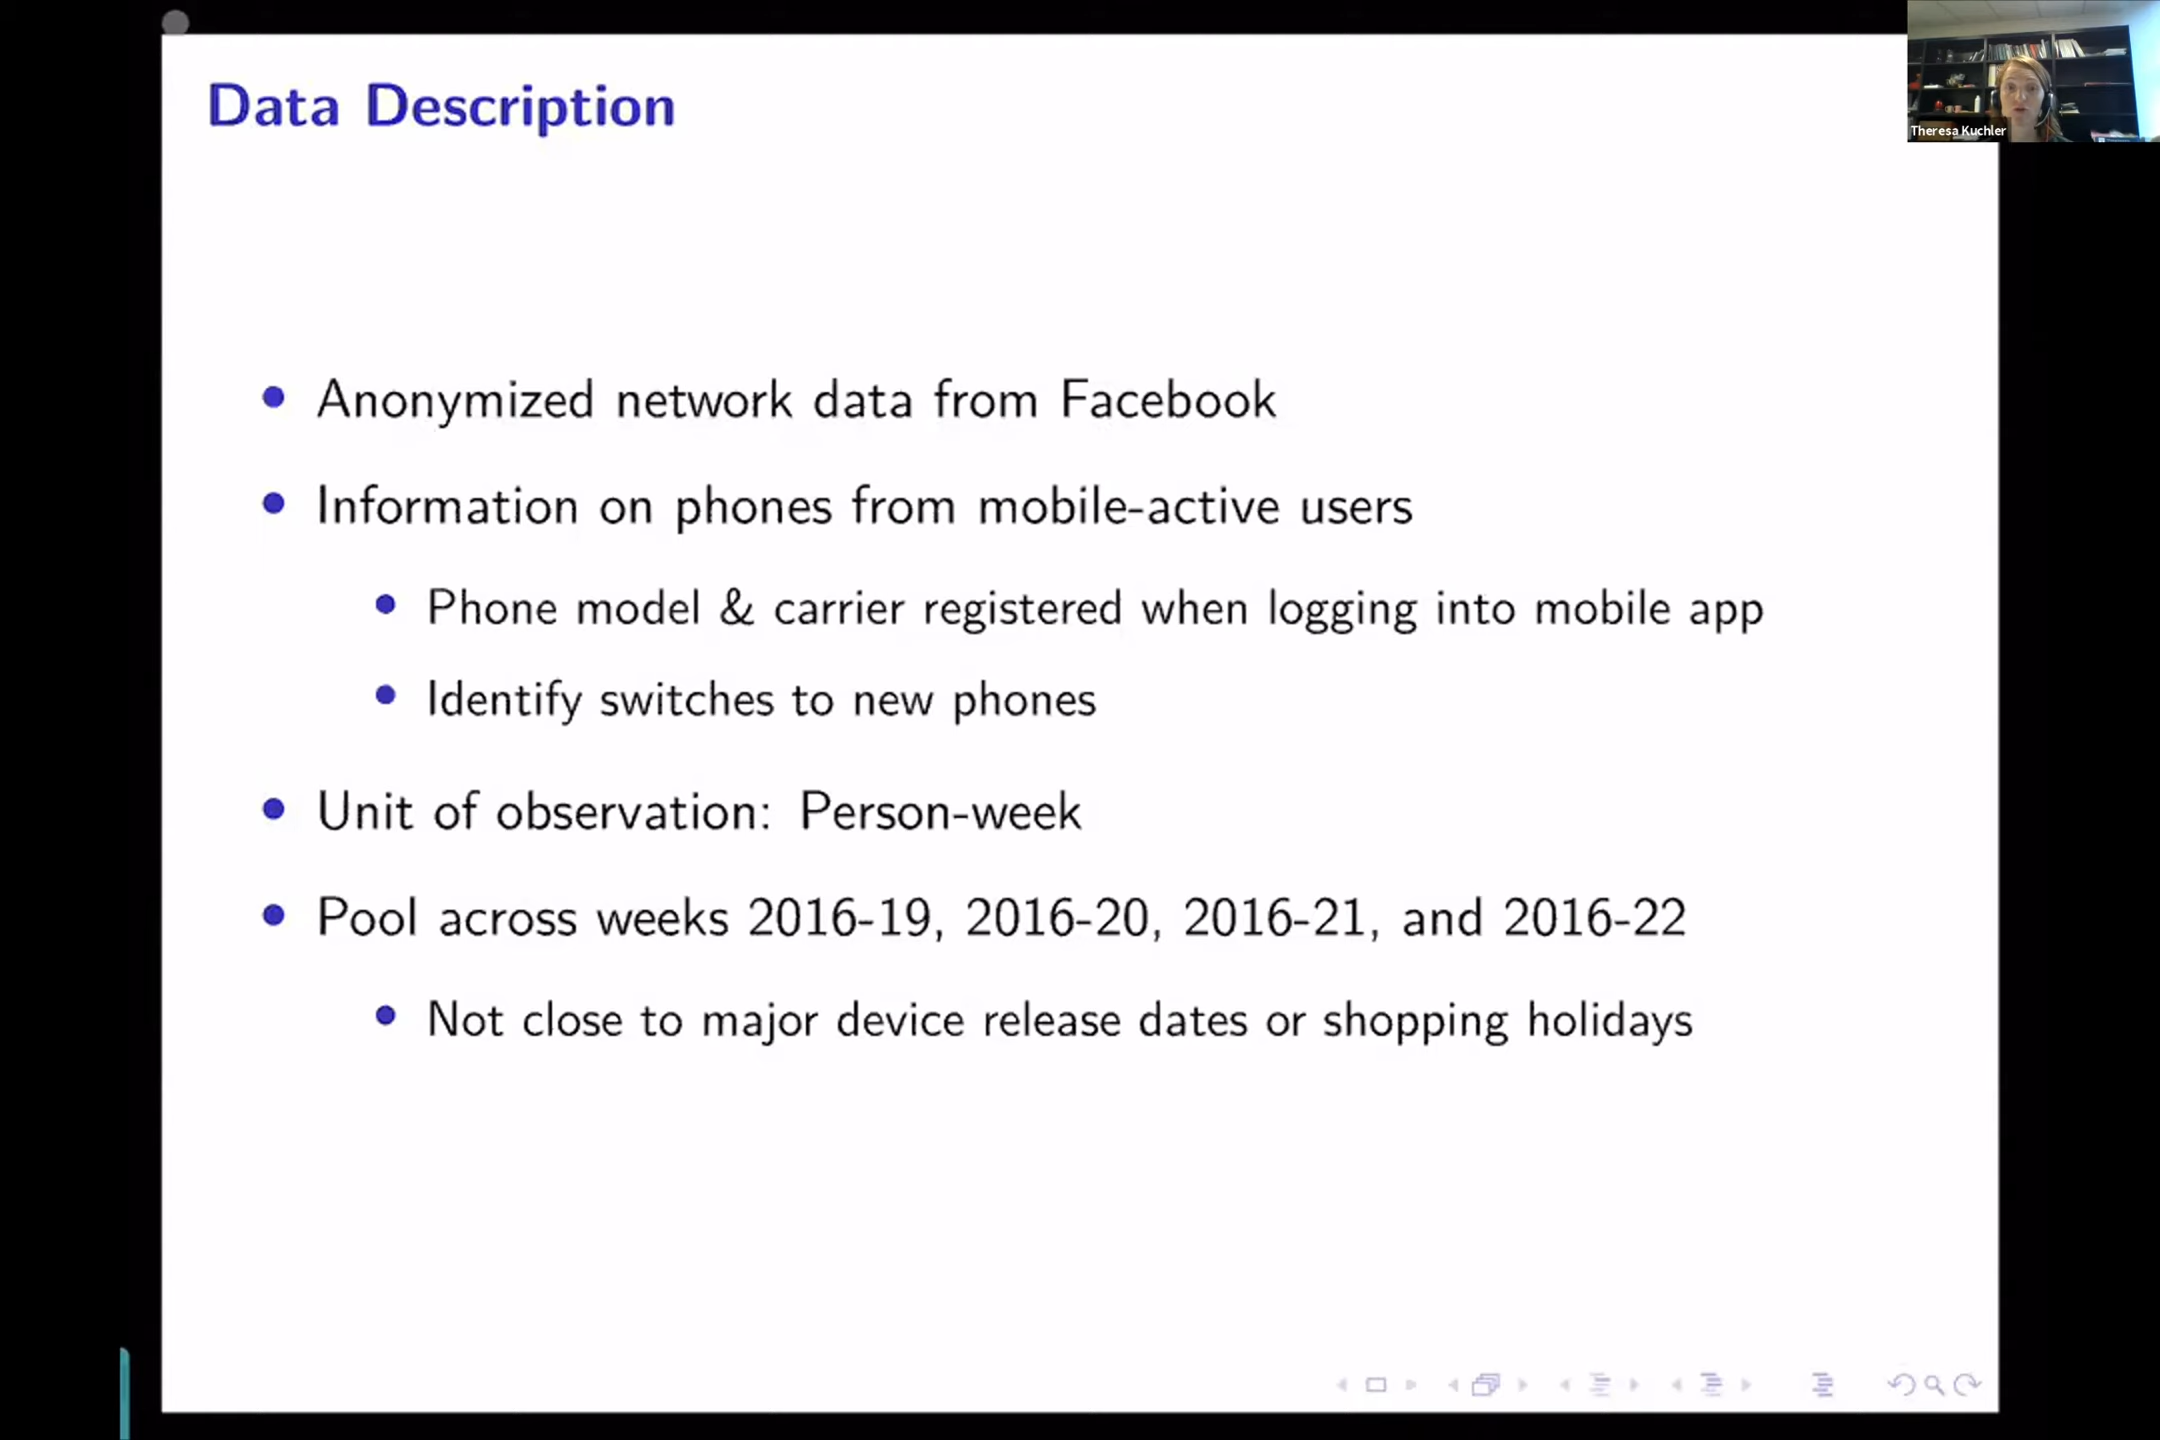 Data Description
Theresa Kuchler
Anonymized network data from Facebook
Information on phones from mobile-active users
Phone model & carrier registered when logging into mobile app
Identify switches to new phones
Unit of observation: Person-week
Pool across weeks 2016-19, 2016-20, 2016-21, and 2016-22
Not close to major device release dates or shopping holidays